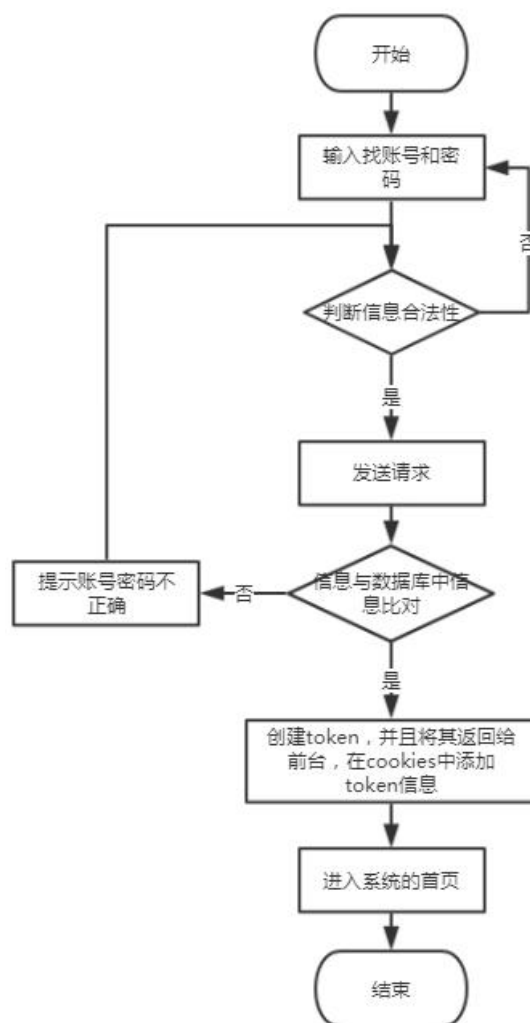 开始
输入找账号和密
码
否
判断信息合法性
是
发送请求
提示账号密码不
正确
否
信息与数据库中信
息比对
是
创建token，并且将其返回给
前台，在cookies中添加
token信息
进入系统的首页
结束